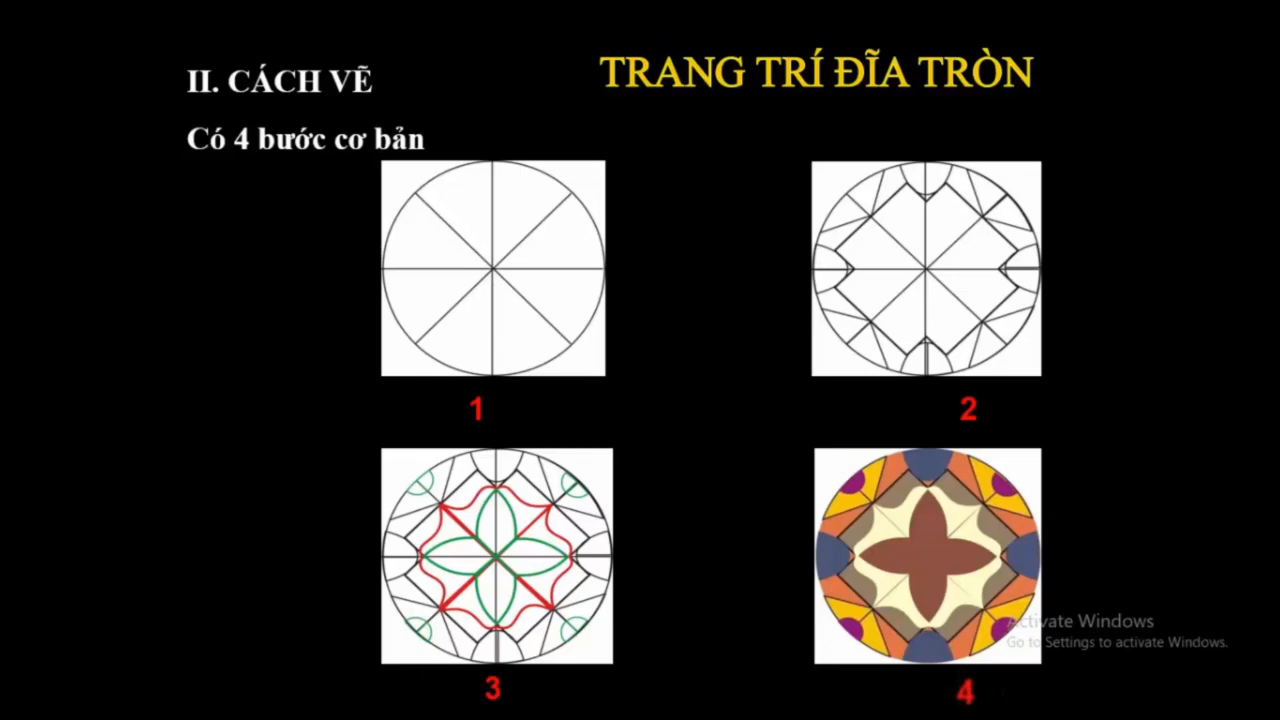 II. CÁCH VẼ
TRANG TRÍ ĐĨA TRÒN
Có 4 bước cơ bản
1
2
3
4
Activate Windows
Go to Settings to activate Windows.